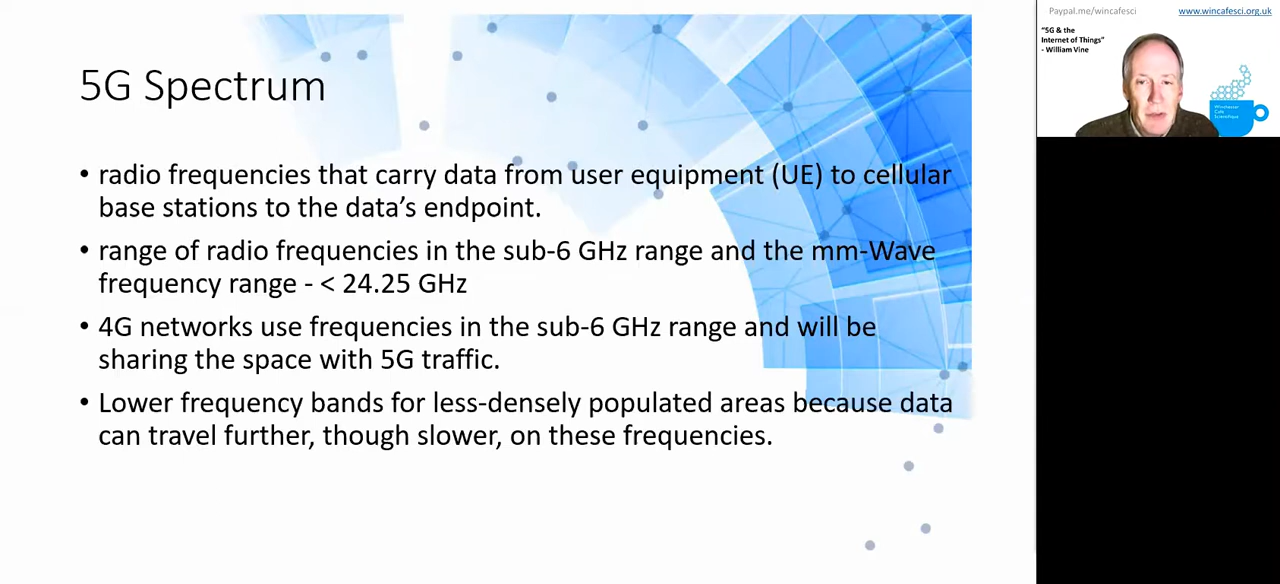 5G Spectrum
• radio frequencies that carry data from user equipment (UE) to cellular
base stations to the data’s endpoint.
• range of radio frequencies in the sub-6 GHz range and the mm-Wave
frequency range - < 24.25 GHz
• 4G networks use frequencies in the sub-6 GHz range and will be
sharing the space with 5G traffic.
• Lower frequency bands for less-densely populated areas because data
can travel further, though slower, on these frequencies.
Paypal.me/wincafesci
www.wincafesci.org.uk
“5G & the
Internet of Things”
- William Vine
Winchester
Café
Scientifique